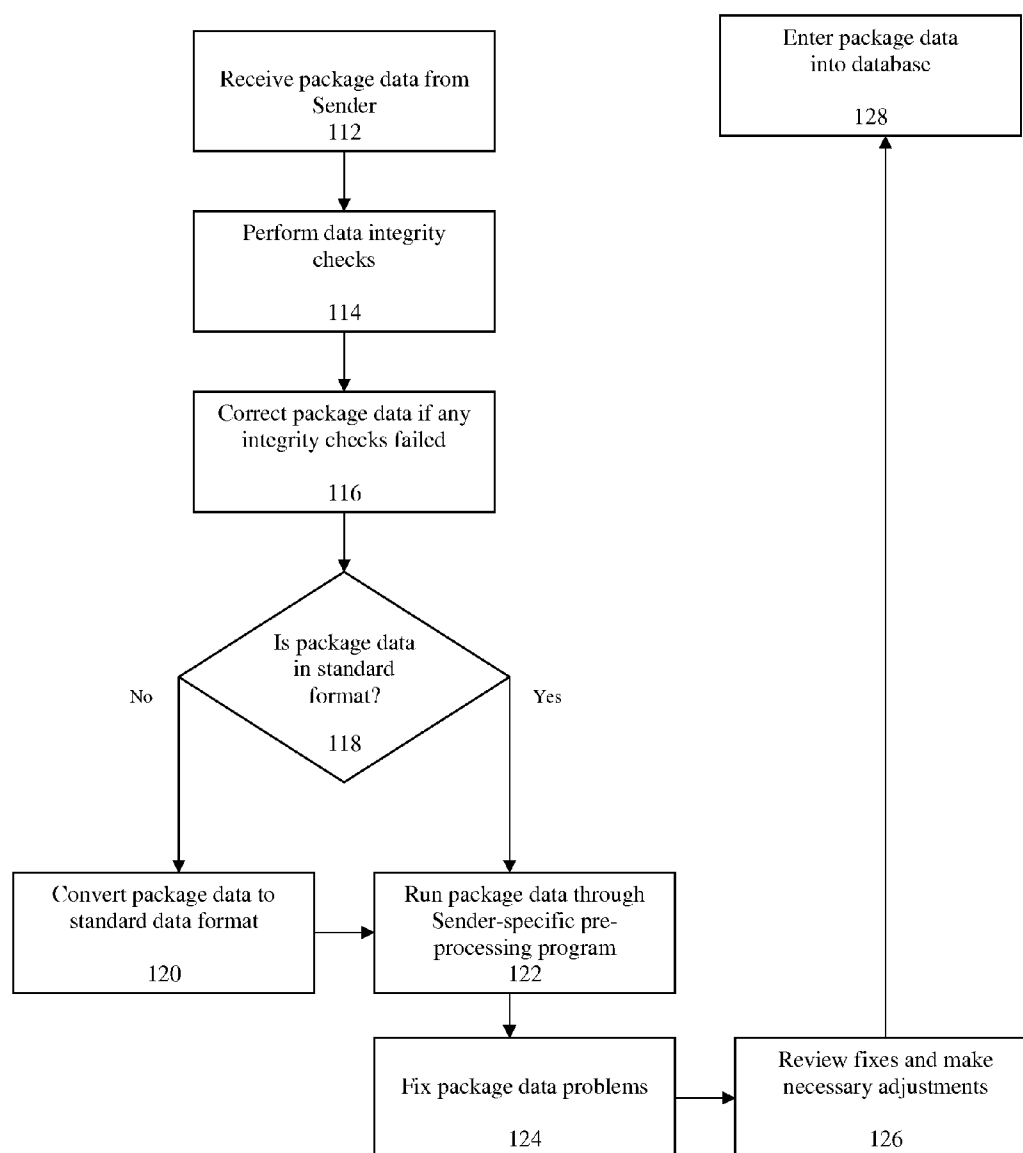 Receive package data from
Sender
112
Perform data integrity
checks
114
Correct package data if any
integrity checks failed
116
Is package data
in standard
format?
118
No
Yes
Convert package data to
standard data format
120
Run package data through
Sender-specific pre-
processing program
122
Fix package data problems
124
Review fixes and make
necessary adjustments
126
Enter package data
into database
128